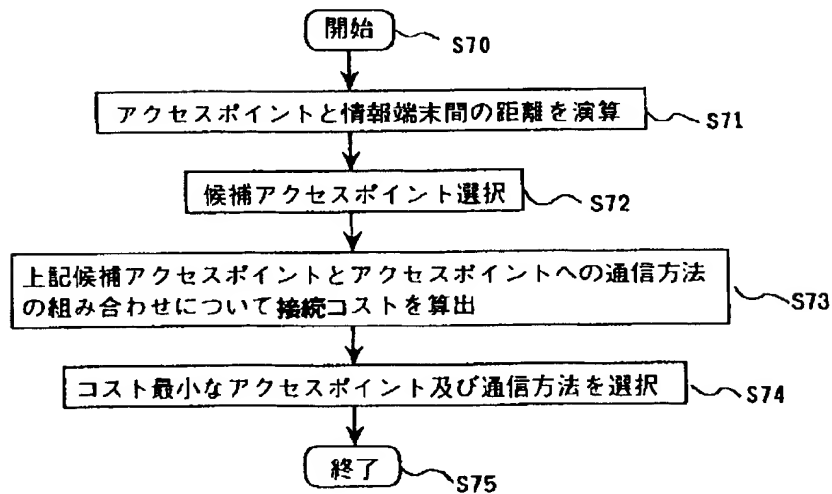 開始
S70
アクセスポイントと情報端末間の距離を演算
S71
候補アクセスポイント選択
S72
上記候補アクセスポイントとアクセスポイントへの通信方法
の組み合わせについて接続コストを算出
S73
コスト最小なアクセスポイント及び通信方法を選択
S74
終了
S75